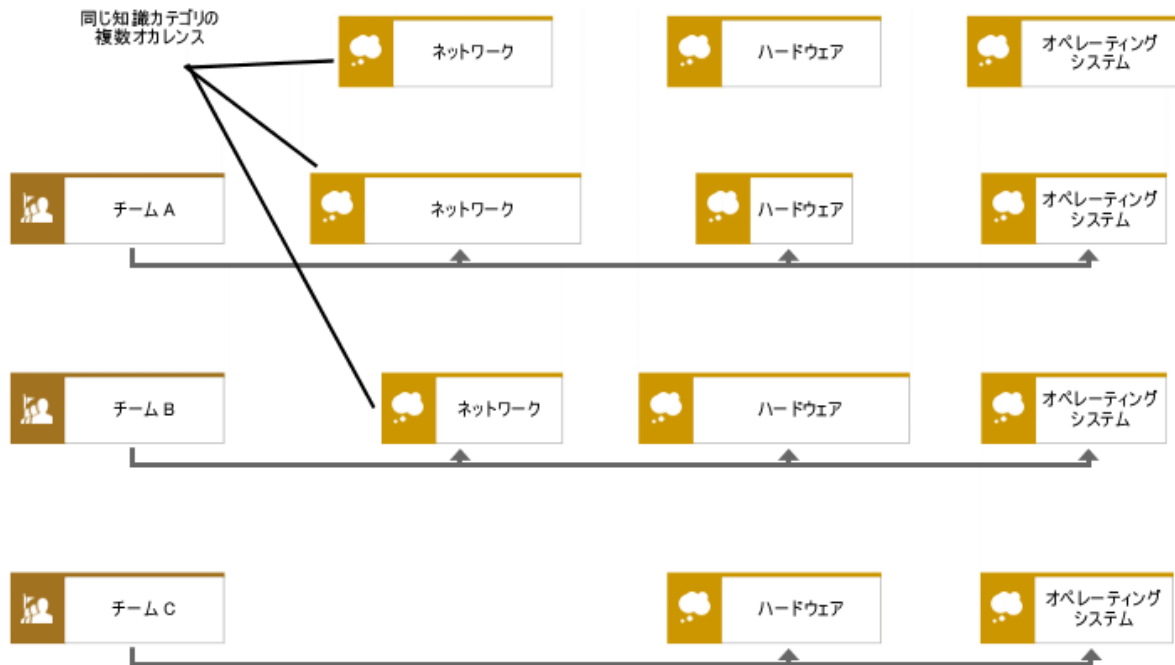 同じ知識カテゴリの
複数オカレンス
ネットワーク
ハードウェア
オペレーティング
システム
チーム A
ネットワーク
ハードウェア
オペレーティング
システム
チーム B
ネットワーク
ハードウェア
オペレーティング
システム
チーム C
ハードウェア
オペレーティング
システム